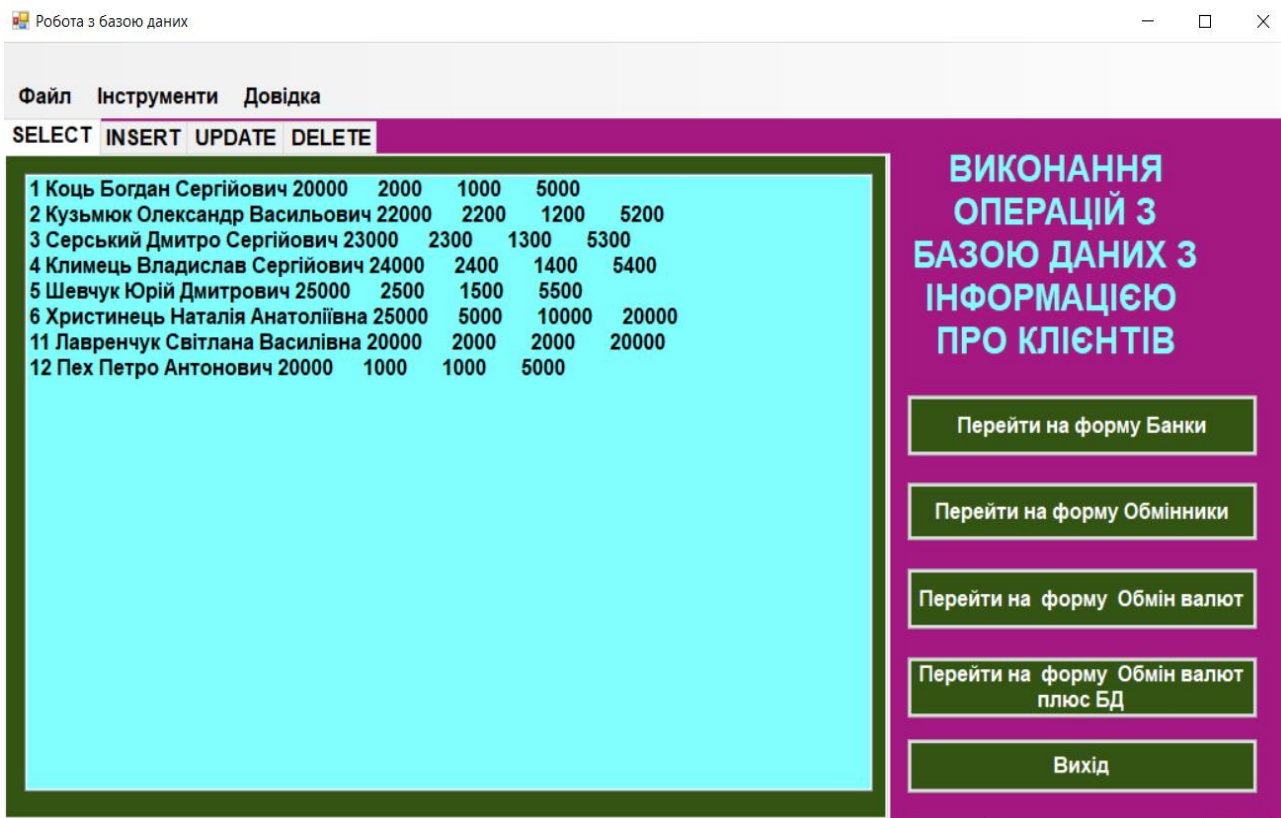 Робота з базою даних
Файл Інструменти Довідка
SELECT INSERT UPDATE DELETE
1 Коць Богдан Сергійович 20000 2000 1000 5000
2 Кузьмюк Олександр Васильович 22000 2200 1200 5200
3 Серський Дмитро Сергійович 23000 2300 1300 5300
4 Климець Владислав Сергійович 24000 2400 1400 5400
5 Шевчук Юрій Дмитрович 25000 2500 1500 5500
6 Христинець Наталія Анатоліївна 25000 5000 10000 20000
11 Лавренчук Світлана Василівна 20000 2000 2000 20000
12 Пех Петро Антонович 20000 1000 1000 5000
ВИКОНАННЯ
ОПЕРАЦІЙ З
БАЗОЮ ДАНИХ З
ІНФОРМАЦІЄЮ
ПРО КЛІЄНТІВ
Перейти на форму Банки
Перейти на форму Обмінники
Перейти на форму Обмін валют
Перейти на форму Обмін валют
плюс БД
Вихід